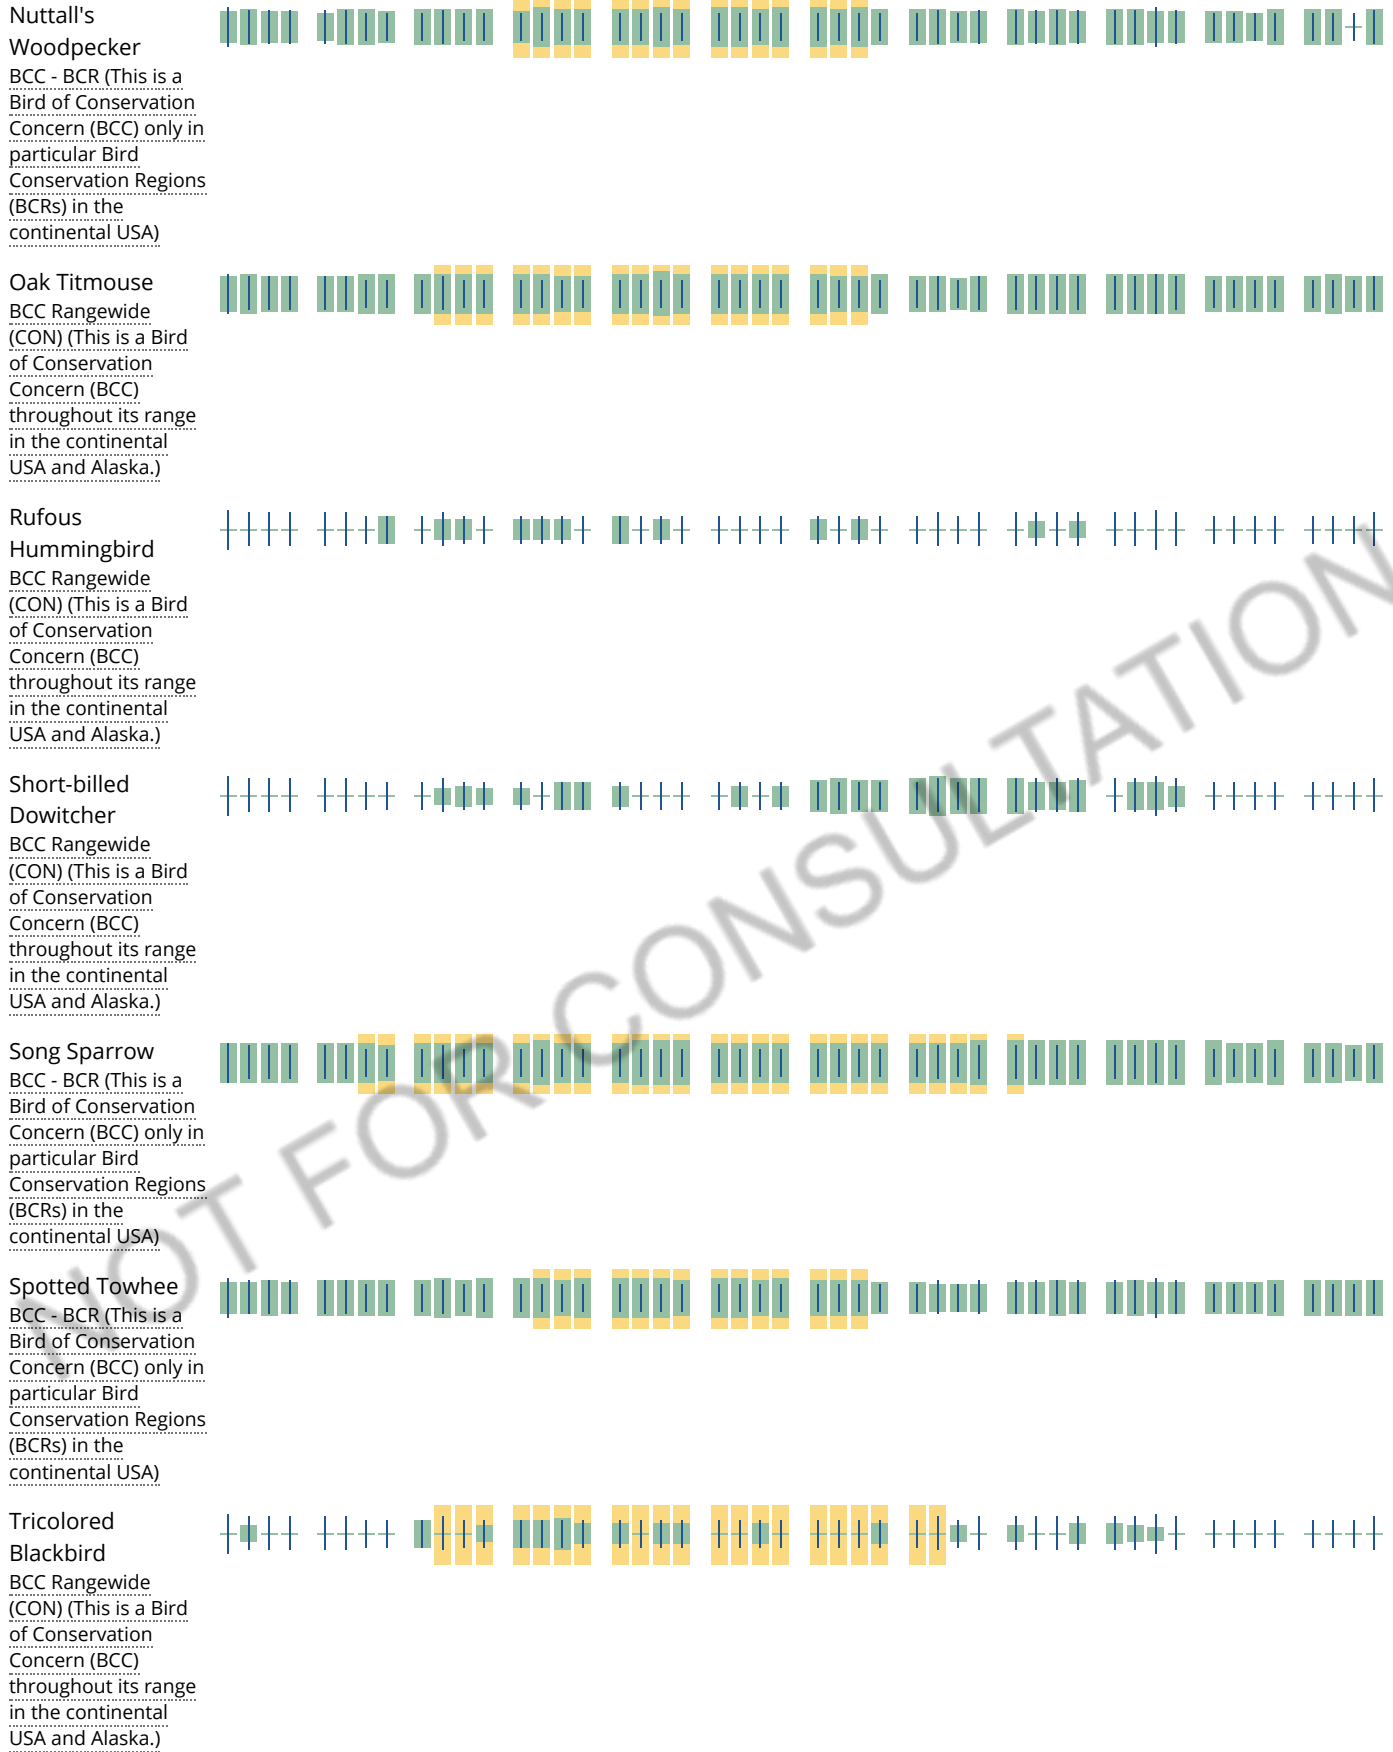 Nuttall's
Woodpecker
BCC - BCR (This is a
Bird of Conservation
Concern (BCC) only in
particular Bird
Conservation Regions
(BCRs) in the
continental USA)
Oak Titmouse
BCC Rangewide
(CON) (This is a Bird
of Conservation
Concern (BCC)
throughout its range
in the continental
USA and Alaska.)
Rufous
Hummingbird
BCC Rangewide
(CON) (This is a Bird
of Conservation
Concern (BCC)
throughout its range
in the continental
USA and Alaska.)
Short-billed
Dowitcher
BCC Rangewide
(CON) (This is a Bird
of Conservation
Concern (BCC)
throughout its range
in the continental
USA and Alaska.)
Song Sparrow
BCC - BCR (This is a
Bird of Conservation
Concern (BCC) only in
particular Bird
Conservation Regions
(BCRs) in the
continental USA)
Spotted Towhee
BCC - BCR (This is a
Bird of Conservation
Concern (BCC) only in
particular Bird
Conservation Regions
(BCRs) in the
continental USA)
Tricolored
Blackbird
BCC Rangewide
(CON) (This is a Bird
of Conservation
Concern (BCC)
throughout its range
in the continental
USA and Alaska.)
NOT FOR CONSULTATION